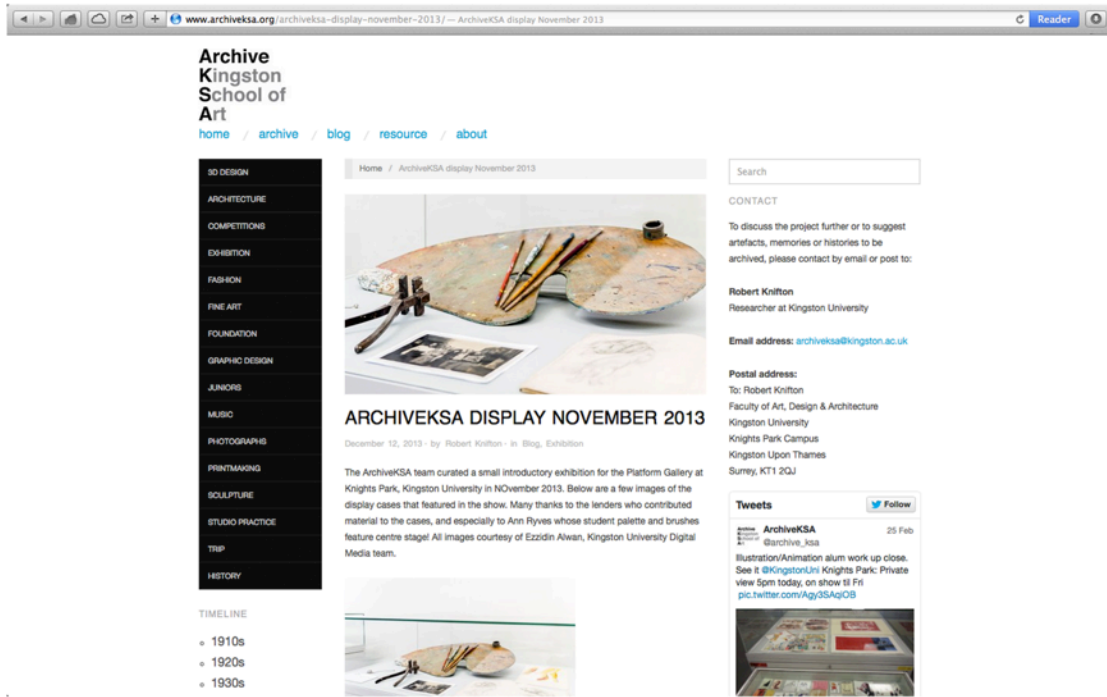 www.archiveksa.org/archiveksa-display-november-2013/ — ArchiveKSA display November 2013
Reader
Archive
Kingston
School of
Art
home / archive / blog / resource / about
3D DESIGN
ARCHITECTURE
COMPETITIONS
EXHIBITION
FASHION
FINE ART
FOUNDATION
GRAPHIC DESIGN
JUNIORS
MUSIC
PHOTOGRAPHS
PRINTMAKING
SCULPTURE
STUDIO PRACTICE
TRIP
HISTORY
TIMELINE
1910s
1920s
1930s
Home / ArchiveKSA display November 2013
ARCHIVEKSA DISPLAY NOVEMBER 2013
December 12, 2013 · by Robert Knifton · in Blog, Exhibition
The ArchiveKSA team curated a small introductory exhibition for the Platform Gallery at
Knights Park, Kingston University in NOvember 2013. Below are a few images of the
display cases that featured in the show. Many thanks to the lenders who contributed
material to the cases, and especially to Ann Ryves whose student palette and brushes
feature centre stage! All images courtesy of Ezzidin Alwan, Kingston University Digital
Media team.
Search
CONTACT
To discuss the project further or to suggest
artefacts, memories or histories to be
archived, please contact by email or post to:
Robert Knifton
Researcher at Kingston University
Email address: archiveksa@kingston.ac.uk
Postal address:
To: Robert Knifton
Faculty of Art, Design & Architecture
Kingston University
Knights Park Campus
Kingston Upon Thames
Surrey, KT1 2QJ
Tweets
Follow
Archive
Kingston
School of
Art
ArchiveKSA 25 Feb
@archive_ksa
Illustration/Animation alum work up close.
See it @KingstonUni Knights Park: Private
view 5pm today, on show til Fri
pic.twitter.com/Agy3SAqiOB